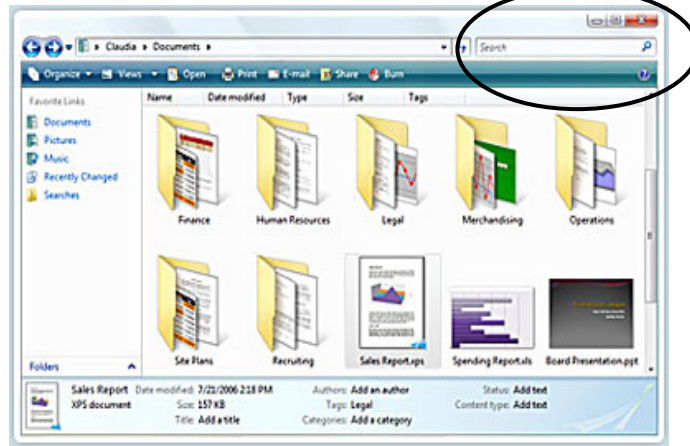 Claudia Documents Search
Organize Views Open Print E-mail Share Burn
Favorite Links
Documents
Pictures
Music
Recently Changed
Searches
Folders
Name Date modified Type Size Tags
Finance Human Resources Legal Merchandising Operations
Site Plans Recruiting Sales Report.xps Spending Report.xls Board Presentation.ppt
Sales Report Date modified: 7/21/2006 2:18 PM Authors: Add an author Status: Add text
XPS document Size: 157 KB Tags: Legal Content type: Add text
Title: Add a title Categories: Add a category